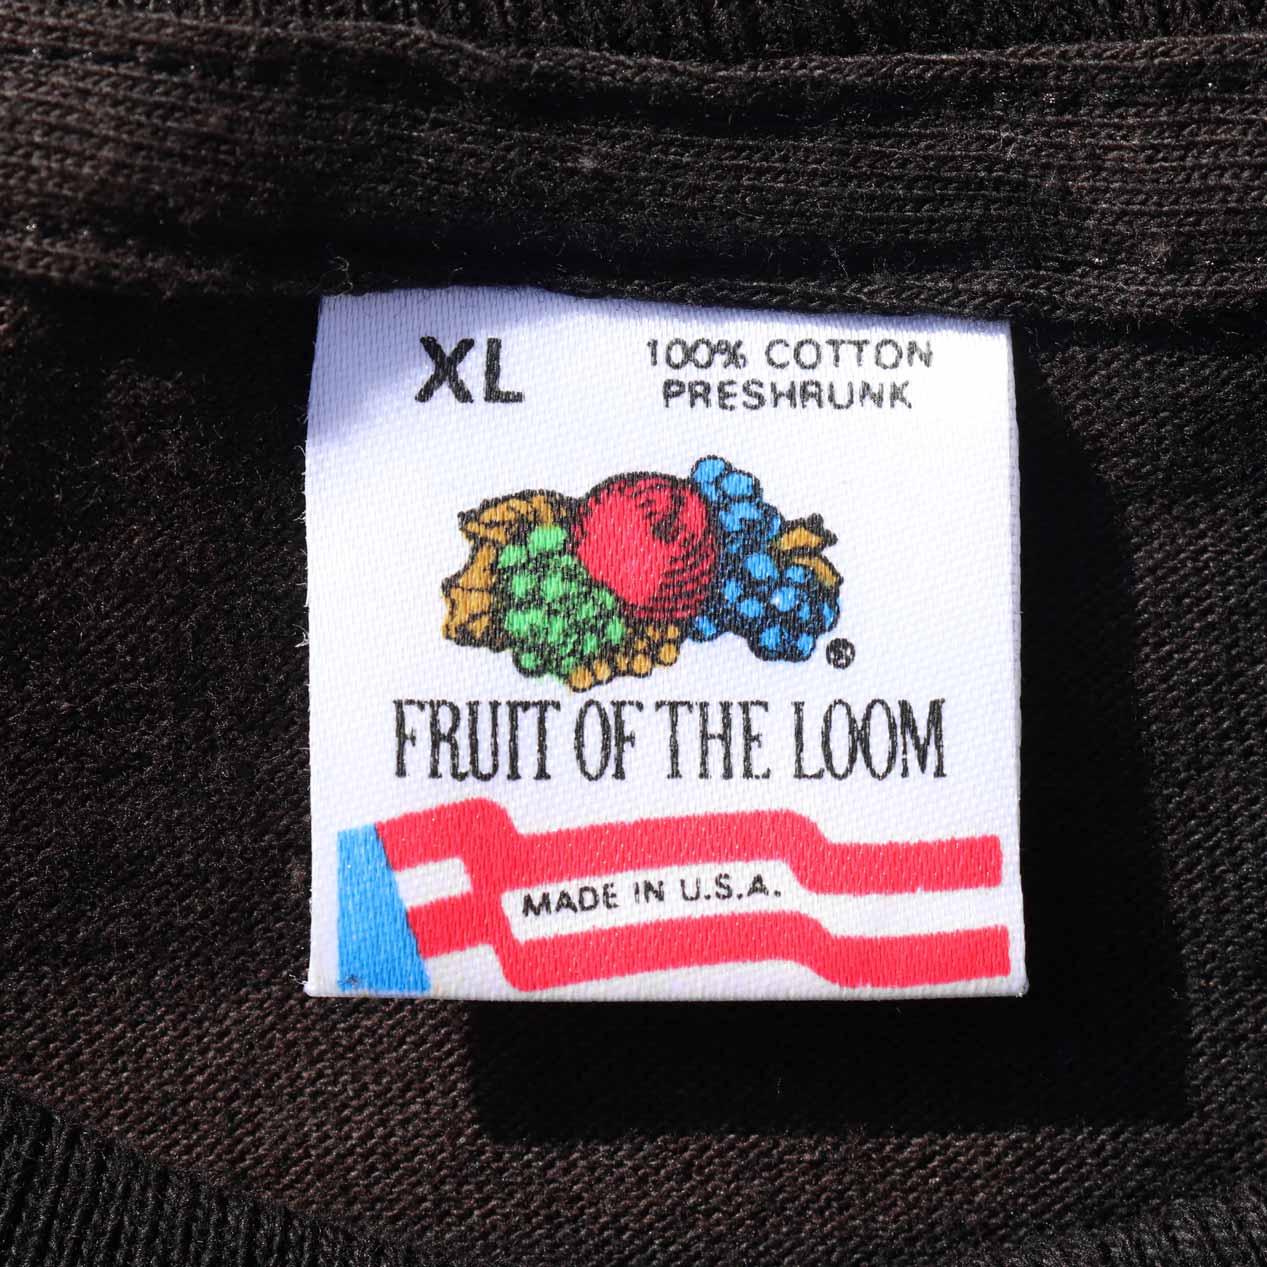 XL
100% COTTON
PRESHRUNK
®
FRUIT OF THE LOOM
MADE IN U.S.A.